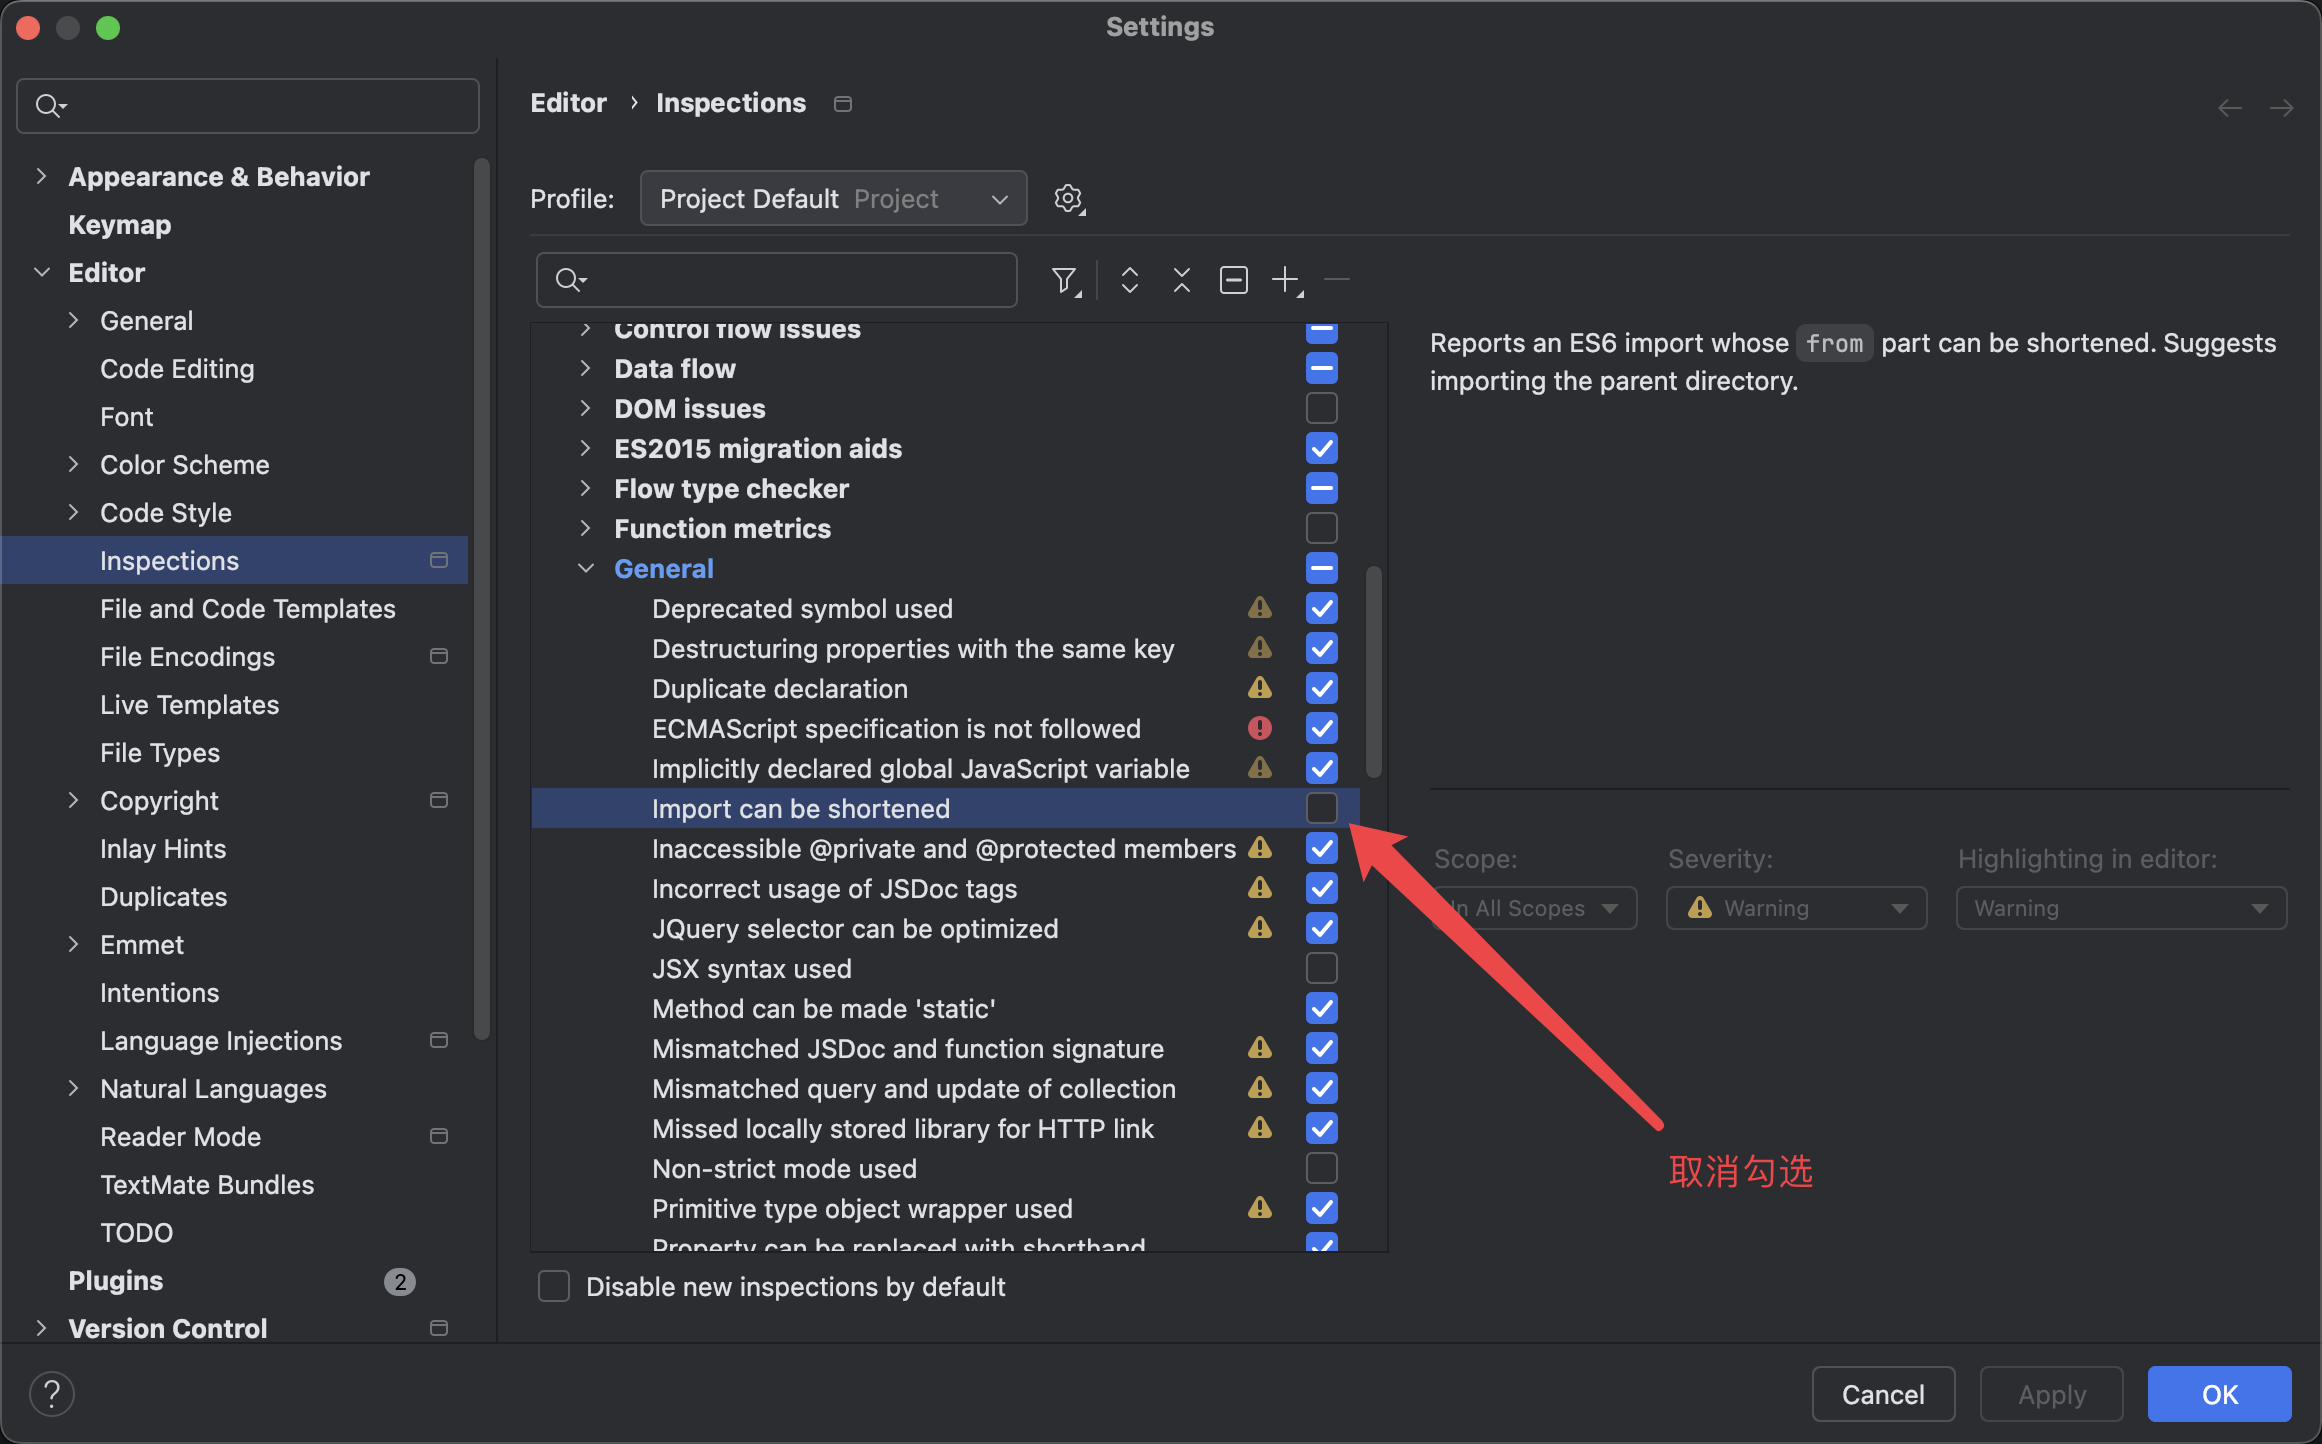 Settings
Appearance & Behavior
Keymap
Editor
General
Code Editing
Font
Color Scheme
Code Style
Inspections
File and Code Templates
File Encodings
Live Templates
File Types
Copyright
Inlay Hints
Duplicates
Emmet
Intentions
Language Injections
Natural Languages
Reader Mode
TextMate Bundles
TODO
Plugins 2
Version Control
Editor › Inspections
Profile: Project Default Project
Control flow issues
Data flow
DOM issues
ES2015 migration aids
Flow type checker
Function metrics
General
Deprecated symbol used
Destructuring properties with the same key
Duplicate declaration
ECMAScript specification is not followed
Implicitly declared global JavaScript variable
Import can be shortened
Inaccessible @private and @protected members
Incorrect usage of JSDoc tags
JQuery selector can be optimized
JSX syntax used
Method can be made 'static'
Mismatched JSDoc and function signature
Mismatched query and update of collection
Missed locally stored library for HTTP link
Non-strict mode used
Primitive type object wrapper used
Property can be replaced with shorthand
Disable new inspections by default
Reports an ES6 import whose from part can be shortened. Suggests
importing the parent directory.
Scope: Severity: Highlighting in editor:
In All Scopes Warning Warning
取消勾选
? Cancel Apply OK